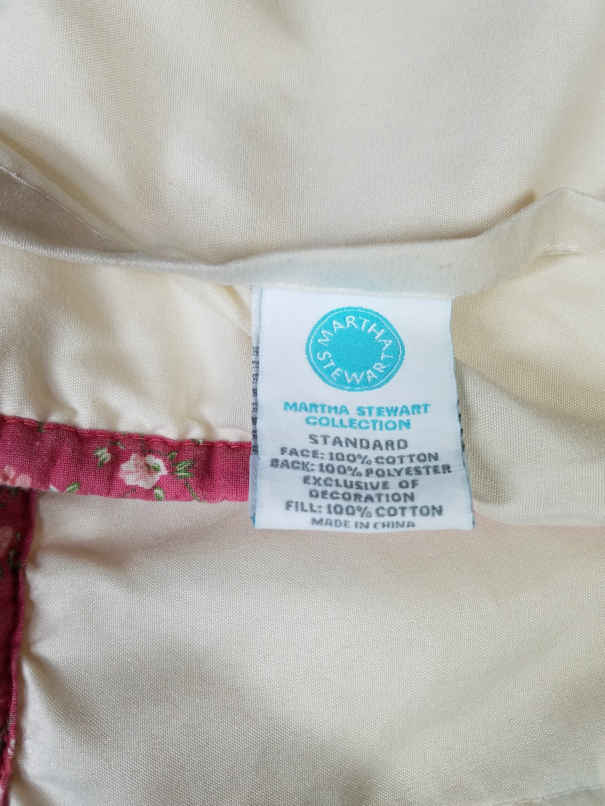 MARTHA
STEWART
MARTHA STEWART
COLLECTION
STANDARD
FACE: 100% COTTON
BACK: 100% POLYESTER
EXCLUSIVE OF
DECORATION
FILL: 100% COTTON
MADE IN CHINA